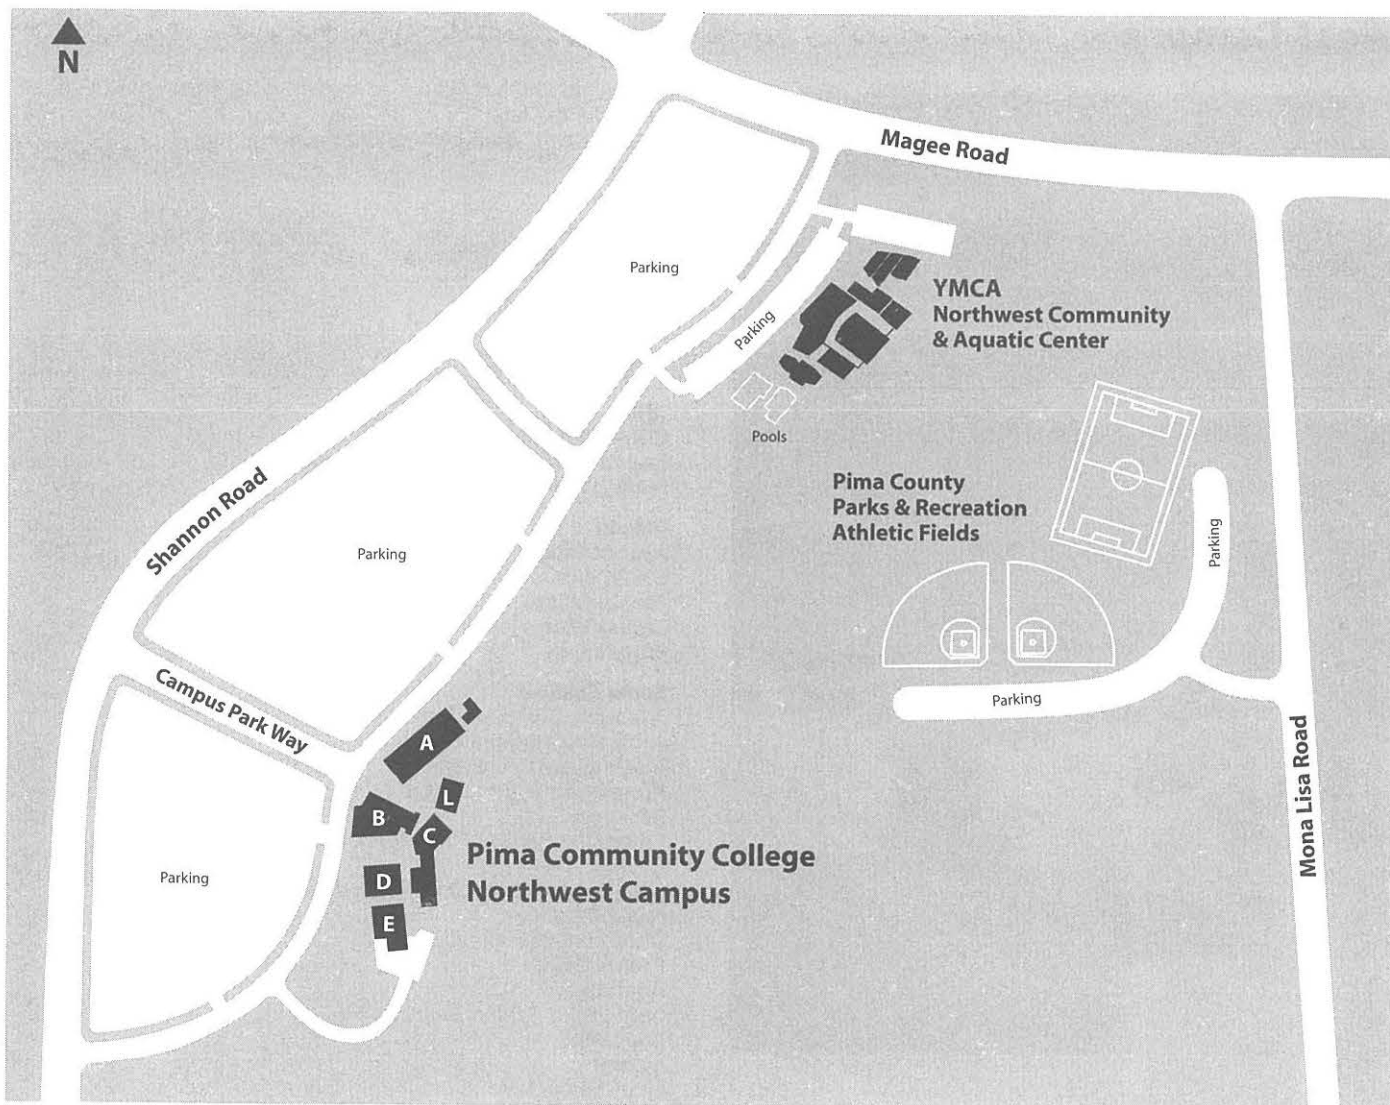 N
Magee Road
Parking
YMCA
Northwest Community
& Aquatic Center
Parking
Pools
Shannon Road
Pima County
Parks & Recreation
Athletic Fields
Parking
Parking
Parking
Campus Park Way
Mona Lisa Road
A
L
B
C
Pima Community College
Northwest Campus
Parking
D
E